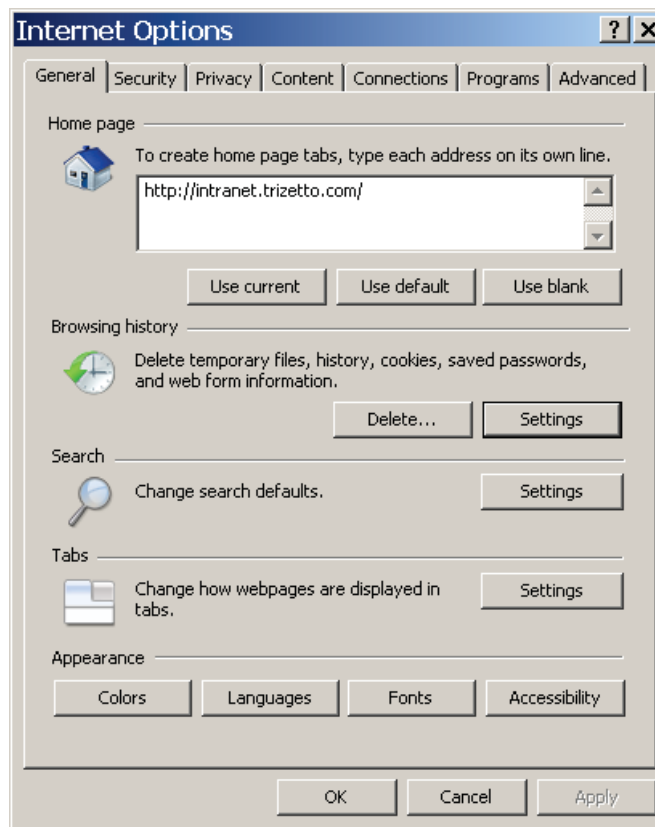 Internet Options
General Security Privacy Content Connections Programs Advanced
Home page
To create home page tabs, type each address on its own line.
http://intranet.trizetto.com/
Use current Use default Use blank
Browsing history
Delete temporary files, history, cookies, saved passwords,
and web form information.
Delete... Settings
Search
Change search defaults. Settings
Tabs
Change how webpages are displayed in
tabs.
Settings
Appearance
Colors Languages Fonts Accessibility
OK Cancel Apply